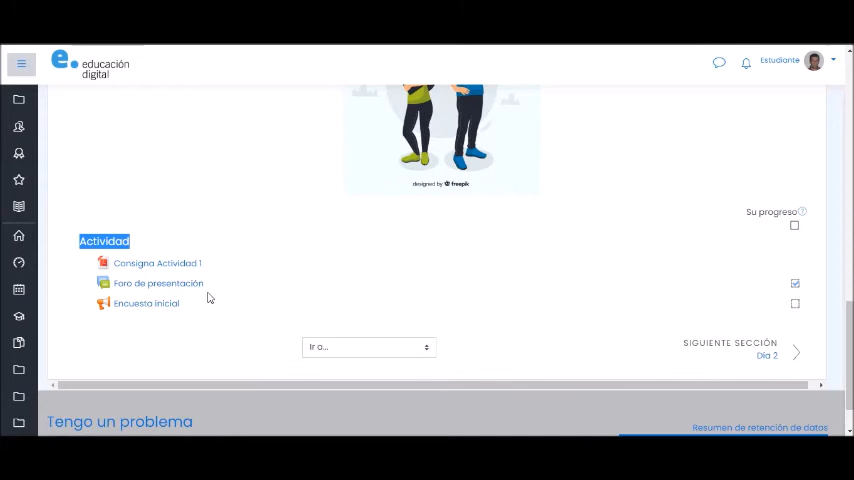 e.
educación
digital
Estudiante
designed by freepik
Su progreso
Actividad
Consigna Actividad 1
Foro de presentación
Encuesta inicial
Ir a...
SIGUIENTE SECCIÓN
Día 2
Tengo un problema
Resumen de retención de datos